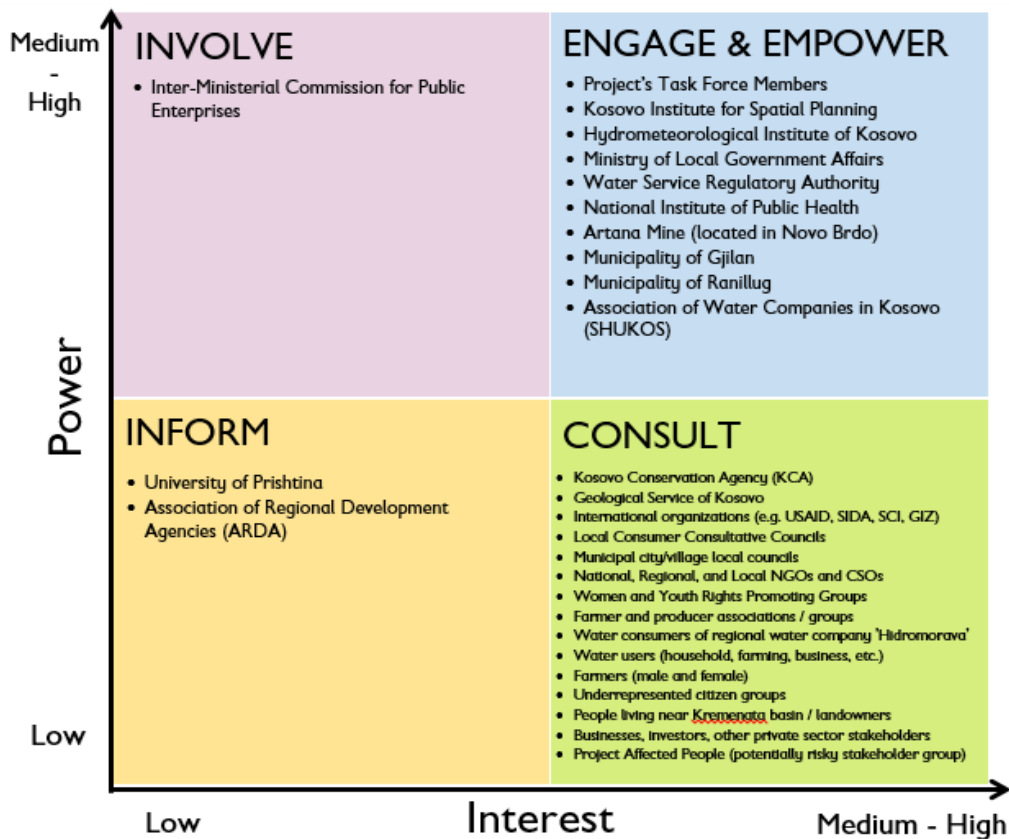 Medium
-
High
Power
Low
INVOLVE
• Inter-Ministerial Commission for Public
Enterprises
ENGAGE & EMPOWER
• Project's Task Force Members
• Kosovo Institute for Spatial Planning
• Hydrometeorological Institute of Kosovo
• Ministry of Local Government Affairs
• Water Service Regulatory Authority
• National Institute of Public Health
• Artana Mine (located in Novo Brdo)
• Municipality of Gjilan
• Municipality of Ranillug
• Association of Water Companies in Kosovo
(SHUKOS)
INFORM
• University of Prishtina
• Association of Regional Development
Agencies (ARDA)
CONSULT
• Kosovo Conservation Agency (KCA)
• Geological Service of Kosovo
• International organizations (e.g. USAID, SIDA, SCI, GIZ)
• Local Consumer Consultative Councils
• Municipal city/village local councils
• National, Regional, and Local NGOs and CSOs
• Women and Youth Rights Promoting Groups
• Farmer and producer associations / groups
• Water consumers of regional water company 'Hidromorava'
• Water users (household, farming, business, etc.)
• Farmers (male and female)
• Underrepresented citizen groups
• People living near Kremenata basin / landowners
• Businesses, investors, other private sector stakeholders
• Project Affected People (potentially risky stakeholder group)
Low
Interest
Medium - High